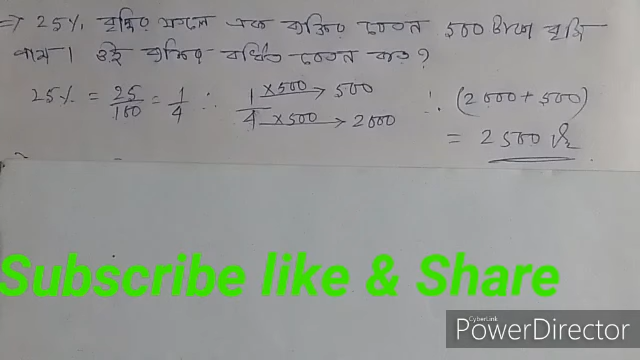 ⇒ 25% বৃদ্ধির ফলে এক ব্যক্তির বেতন 500 টাকা বৃদ্ধি
পায়। ওই ব্যক্তির বর্ধিত বেতন কত?
25% = 25/100 = 1/4 ∴ 1/4 ×500→ 500 ×500→ 2000 ∴ (2000 + 500)
= 2500
Subscribe like & Share
CyberLink
PowerDirector